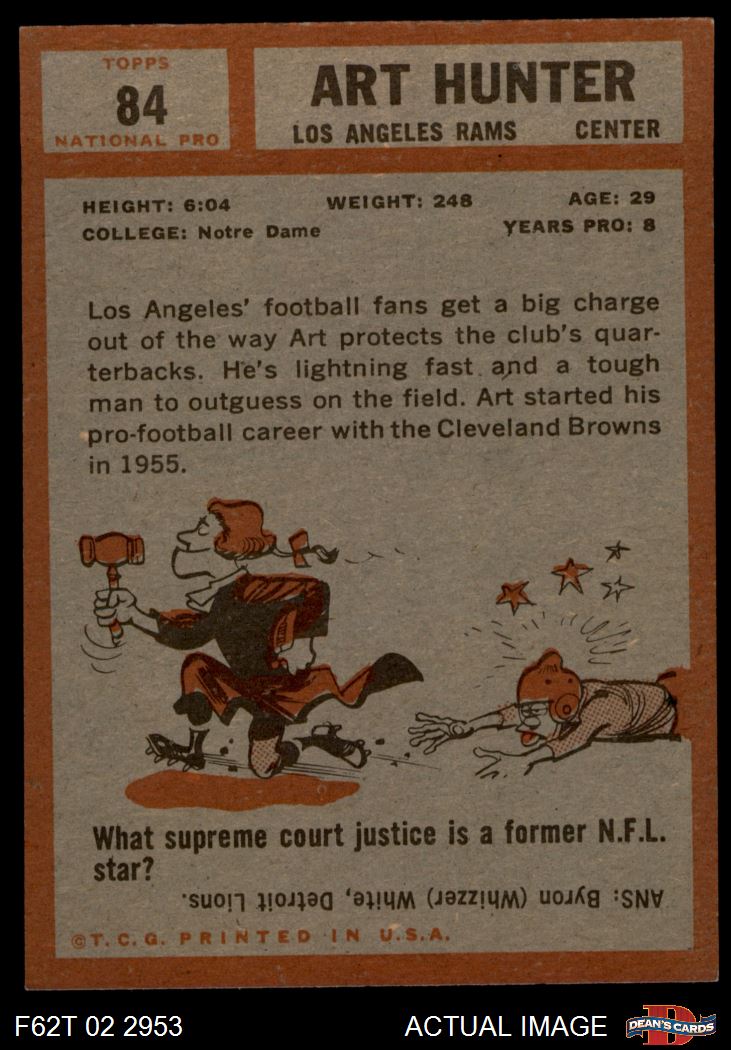 TOPPS
84
NATIONAL PRO
ART HUNTER
LOS ANGELES RAMS CENTER
HEIGHT: 6:04 WEIGHT: 248 AGE: 29
COLLEGE: Notre Dame YEARS PRO: 8
Los Angeles' football fans get a big charge
out of the way Art protects the club's quar-
terbacks. He's lightning fast and a tough
man to outguess on the field. Art started his
pro-football career with the Cleveland Browns
in 1955.
What supreme court justice is a former N.F.L.
star?
ANS: Byron (Whizzer) White, Detroit Lions.
©T.C.G. PRINTED IN U.S.A.
F62T 02 2953 ACTUAL IMAGE
D
DEAN'S CARDS